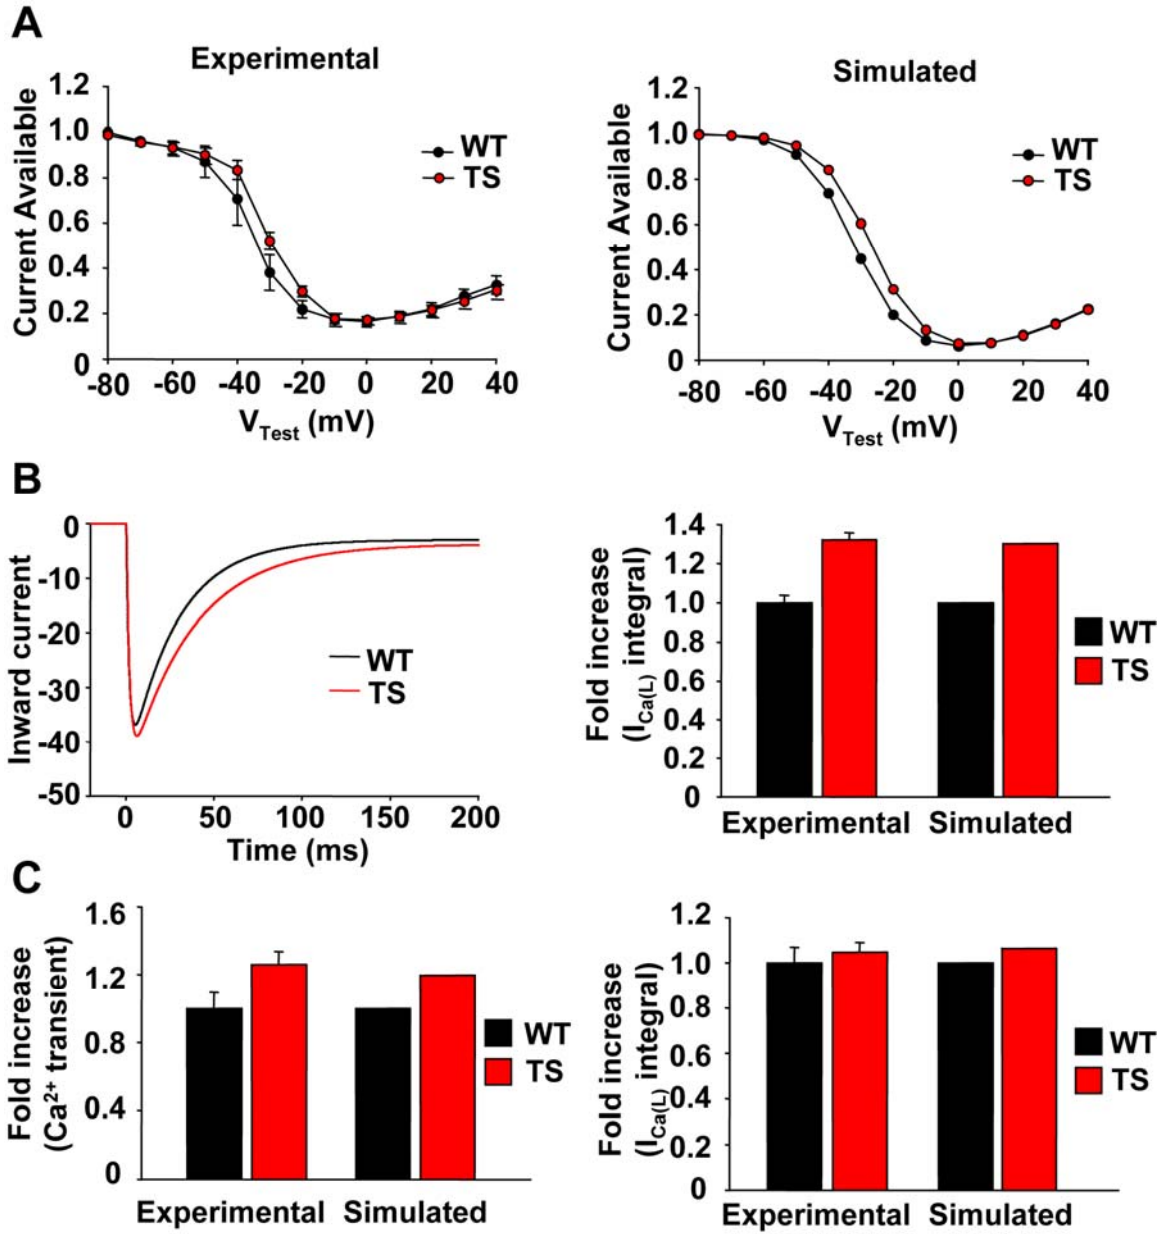 A
Experimental
Simulated
1.2
1.0
0.8
0.6
0.4
0.2
0
Current Available
WT
TS
-80 -60 -40 -20 0 20 40
V_Test (mV)
1.2
1.0
0.8
0.6
0.4
0.2
0
Current Available
WT
TS
-80 -60 -40 -20 0 20 40
V_Test (mV)
B
0
-10
-20
-30
-40
-50
Inward current
WT
TS
0 50 100 150 200
Time (ms)
1.4
1.2
1.0
0.8
0.6
0.4
0.2
0
Fold increase
(I_Ca(L) integral)
WT
TS
Experimental Simulated
C
1.6
1.2
0.8
0.4
0
Fold increase
(Ca²⁺ transient)
WT
TS
Experimental Simulated
1.2
1.0
0.8
0.6
0.4
0.2
0
Fold increase
(I_Ca(L) integral)
WT
TS
Experimental Simulated